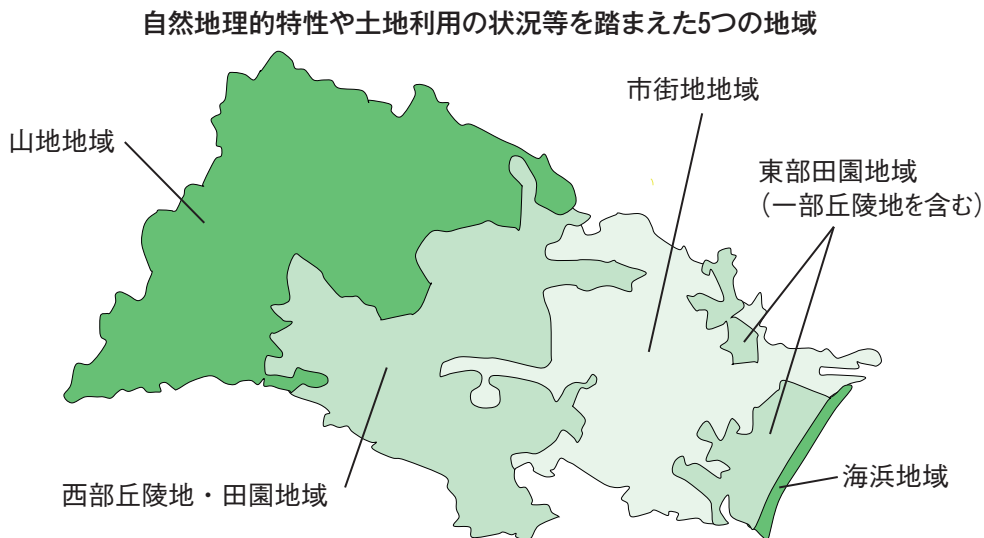 自然地理的特性や土地利用の状況等を踏まえた5つの地域
市街地地域
山地地域
東部田園地域
（一部丘陵地を含む）
西部丘陵地・田園地域
海浜地域